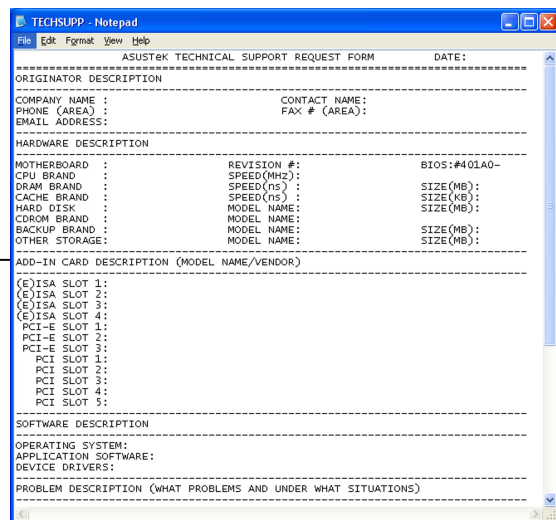 TECHSUPP - Notepad
File Edit Format View Help
ASUSTeK TECHNICAL SUPPORT REQUEST FORM DATE:
ORIGINATOR DESCRIPTION
COMPANY NAME : CONTACT NAME:
PHONE (AREA) : FAX # (AREA):
EMAIL ADDRESS:
HARDWARE DESCRIPTION
MOTHERBOARD : REVISION #: BIOS:#401A0-
CPU BRAND : SPEED(MHz):
DRAM BRAND : SPEED(ns) : SIZE(MB):
CACHE BRAND : SPEED(ns) : SIZE(KB):
HARD DISK : MODEL NAME: SIZE(MB):
CDROM BRAND : MODEL NAME:
BACKUP BRAND : MODEL NAME: SIZE(MB):
OTHER STORAGE: MODEL NAME: SIZE(MB):
ADD-IN CARD DESCRIPTION (MODEL NAME/VENDOR)
(E)ISA SLOT 1:
(E)ISA SLOT 2:
(E)ISA SLOT 3:
(E)ISA SLOT 4:
PCI-E SLOT 1:
PCI-E SLOT 2:
PCI-E SLOT 3:
PCI SLOT 1:
PCI SLOT 2:
PCI SLOT 3:
PCI SLOT 4:
PCI SLOT 5:
SOFTWARE DESCRIPTION
OPERATING SYSTEM:
APPLICATION SOFTWARE:
DEVICE DRIVERS:
PROBLEM DESCRIPTION (WHAT PROBLEMS AND UNDER WHAT SITUATIONS)